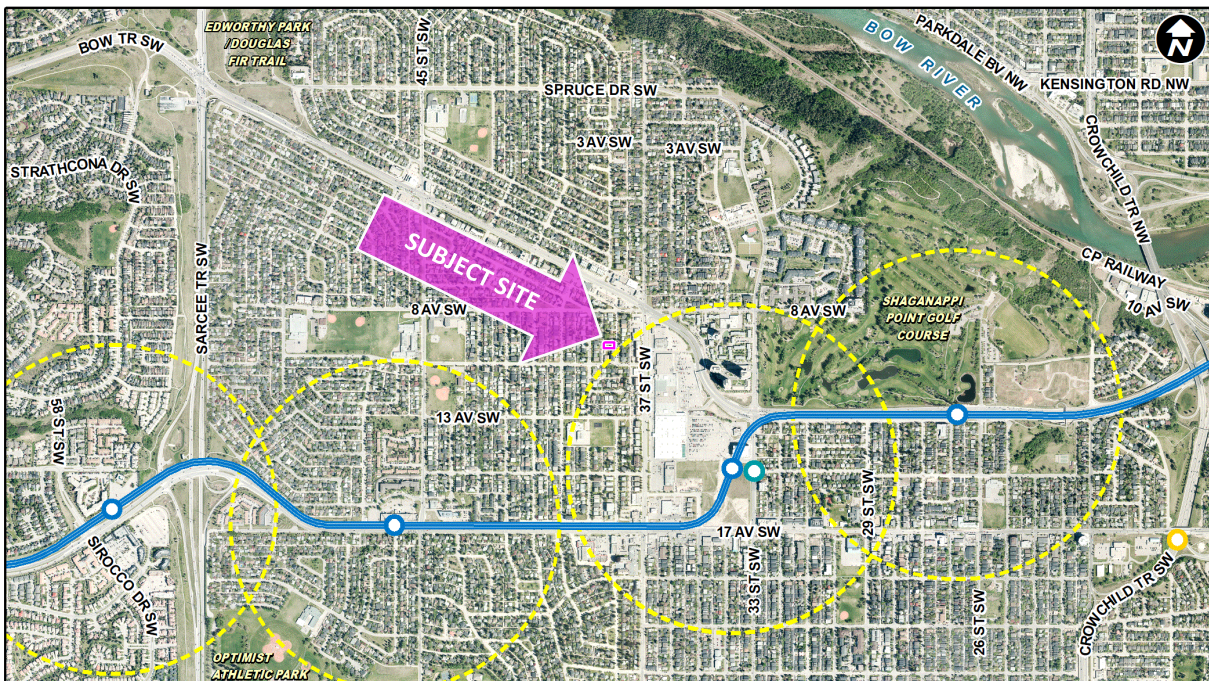 EDWORTHY PARK
/DOUGLAS
FIR TRAIL
BOW TR SW
45 ST SW
SPRUCE DR SW
BOW RIVER
PARKDALE BV NW
N
KENSINGTON RD NW
3 AV SW
3 AV SW
CROWCHILD TR NW
STRATHCONA DR SW
SARCEE TR SW
SUBJECT SITE
CP RAILWAY
10 AV SW
8 AV SW
8 AV SW
SHAGANAPPI
POINT GOLF
COURSE
37 ST SW
58 ST SW
13 AV SW
29 ST SW
17 AV SW
SIROCCO DR SW
33 ST SW
26 ST SW
CROWCHILD TR SW
OPTIMIST
ATHLETIC PARK